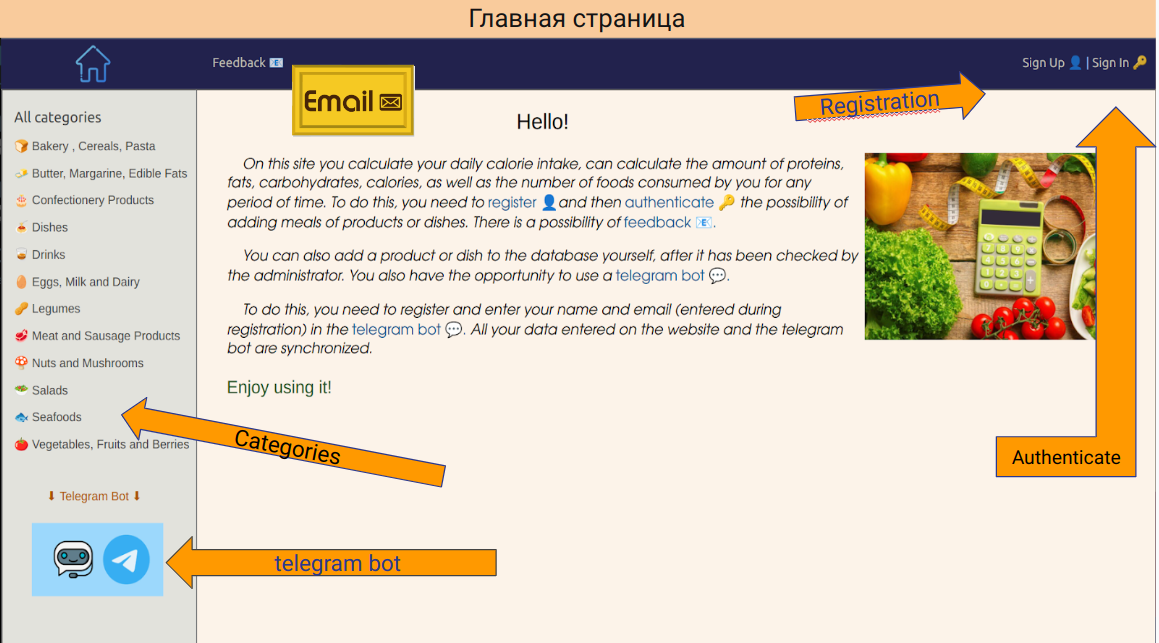 Главная страница
Feedback
Sign Up | Sign In
Email
Registration
All categories
Bakery , Cereals, Pasta
Butter, Margarine, Edible Fats
Confectionery Products
Dishes
Drinks
Eggs, Milk and Dairy
Legumes
Meat and Sausage Products
Nuts and Mushrooms
Salads
Seafoods
Vegetables, Fruits and Berries
Telegram Bot
Hello!
On this site you calculate your daily calorie intake, can calculate the amount of proteins,
fats, carbohydrates, calories, as well as the number of foods consumed by you for any
period of time. To do this, you need to register and then authenticate the possibility of
adding meals of products or dishes. There is a possibility of feedback .
You can also add a product or dish to the database yourself, after it has been checked by
the administrator. You also have the opportunity to use a telegram bot .
To do this, you need to register and enter your name and email (entered during
registration) in the telegram bot . All your data entered on the website and the telegram
bot are synchronized.
Enjoy using it!
Categories
Authenticate
telegram bot